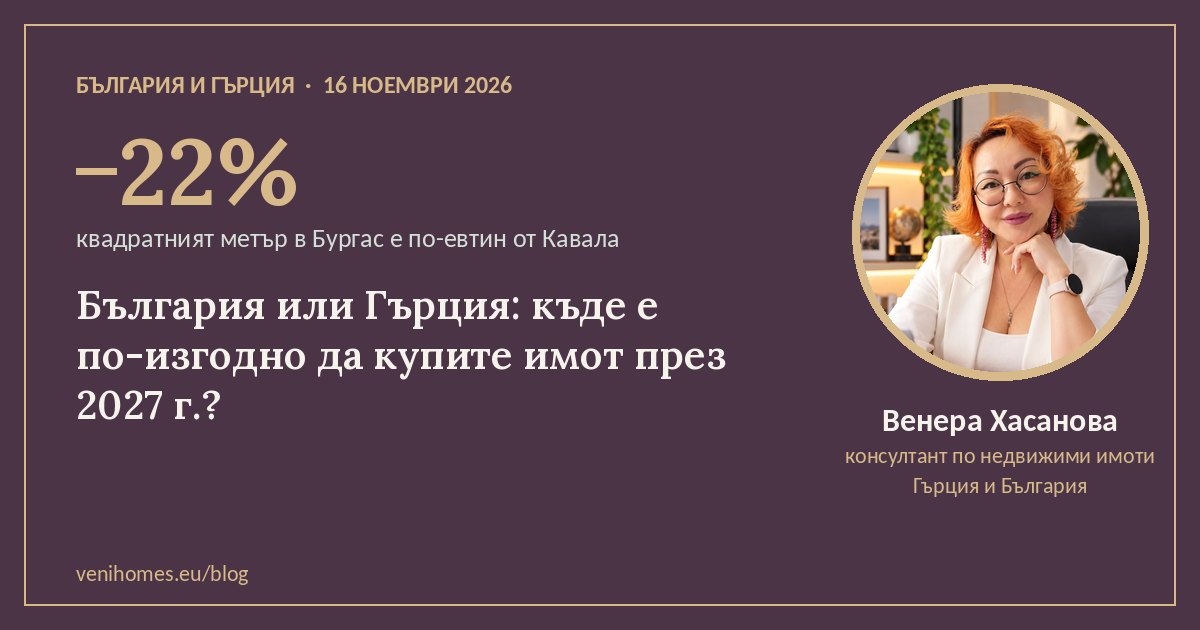 БЪЛГАРИЯ И ГЪРЦИЯ · 16 НОЕМВРИ 2026
–22%
квадратният метър в Бургас е по-евтин от Кавала
България или Гърция: къде е
по-изгодно да купите имот през
2027 г.?
Венера Хасанова
консултант по недвижими имоти
Гърция и България
venihomes.eu/blog